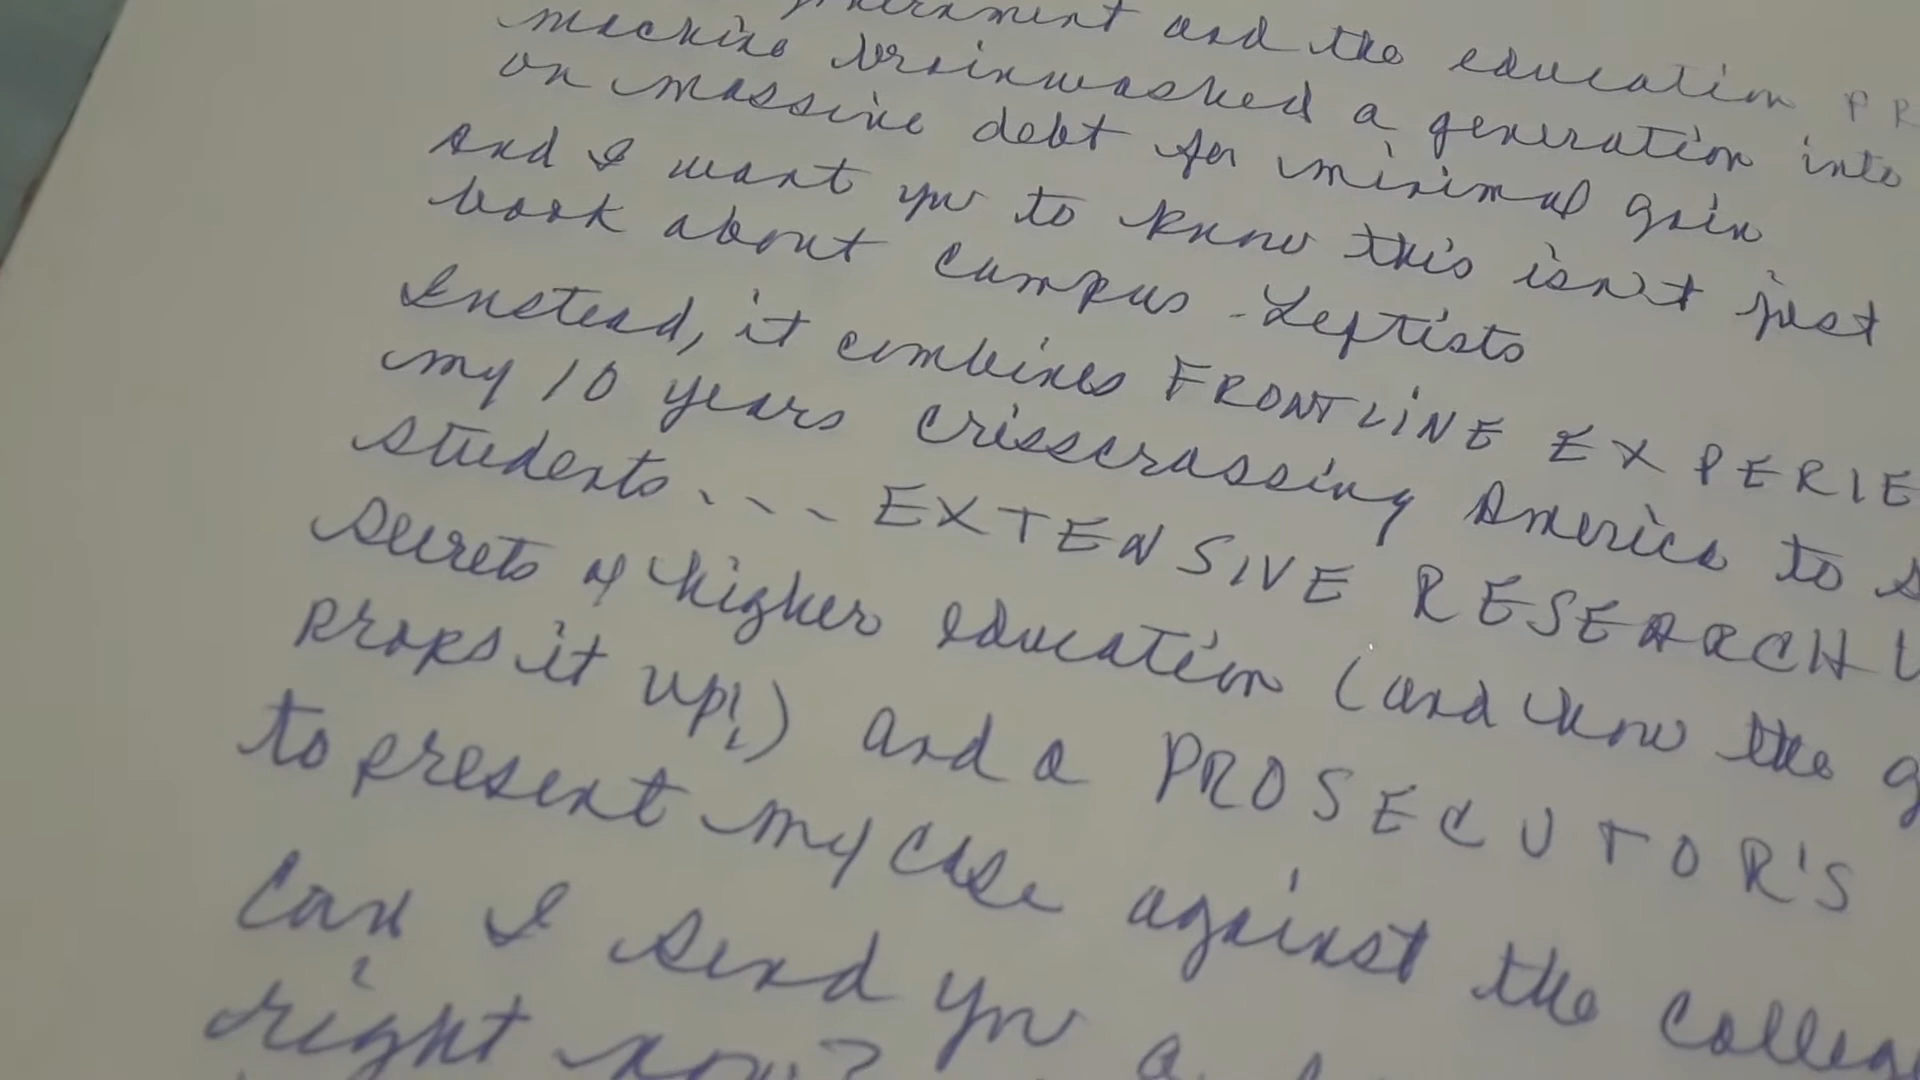 and the education PR
machine brainwashed a generation into
on massive debt for minimal gain
And I want you to know this isn't just
book about campus Leftists
Instead, it combines FRONTLINE EXPERIE
my 10 years crisscrossing America to s
students... EXTENSIVE RESEARCH
secrets of higher education (and how the g
props it up!) and a PROSECUTOR'S
to present my case against the colleg
Can I send you a
right now?